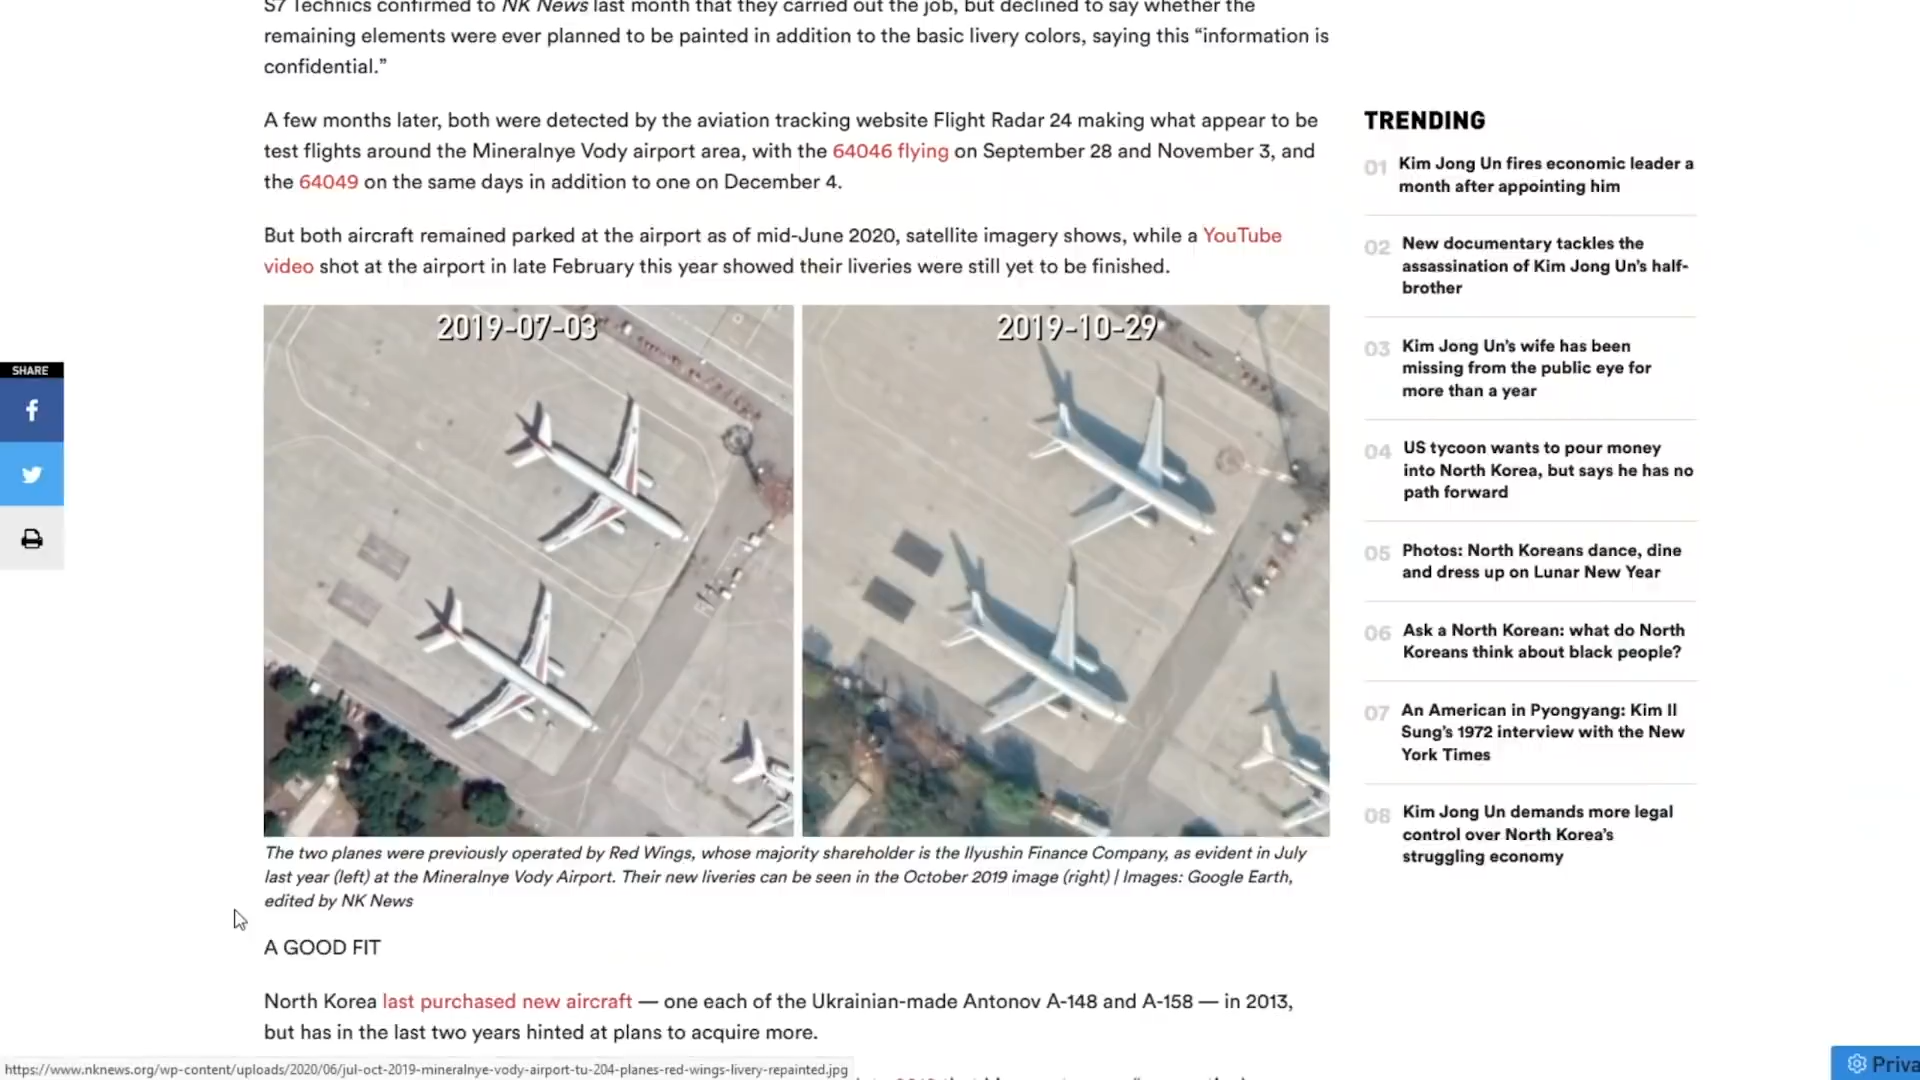 S7 Technics confirmed to NK News last month that they carried out the job, but declined to say whether the
remaining elements were ever planned to be painted in addition to the basic livery colors, saying this “information is
confidential.”
A few months later, both were detected by the aviation tracking website Flight Radar 24 making what appear to be
test flights around the Mineralnye Vody airport area, with the 64046 flying on September 28 and November 3, and
the 64049 on the same days in addition to one on December 4.
But both aircraft remained parked at the airport as of mid-June 2020, satellite imagery shows, while a YouTube
video shot at the airport in late February this year showed their liveries were still yet to be finished.
2019-07-03
2019-10-29
The two planes were previously operated by Red Wings, whose majority shareholder is the Ilyushin Finance Company, as evident in July
last year (left) at the Mineralnye Vody Airport. Their new liveries can be seen in the October 2019 image (right) | Images: Google Earth,
edited by NK News
A GOOD FIT
North Korea last purchased new aircraft — one each of the Ukrainian-made Antonov A-148 and A-158 — in 2013,
but has in the last two years hinted at plans to acquire more.
https://www.nknews.org/wp-content/uploads/2020/06/jul-oct-2019-mineralnye-vody-airport-tu-204-planes-red-wings-livery-repainted.jpg
SHARE
TRENDING
01 Kim Jong Un fires economic leader a
month after appointing him
02 New documentary tackles the
assassination of Kim Jong Un's half-
brother
03 Kim Jong Un's wife has been
missing from the public eye for
more than a year
04 US tycoon wants to pour money
into North Korea, but says he has no
path forward
05 Photos: North Koreans dance, dine
and dress up on Lunar New Year
06 Ask a North Korean: what do North
Koreans think about black people?
07 An American in Pyongyang: Kim Il
Sung's 1972 interview with the New
York Times
08 Kim Jong Un demands more legal
control over North Korea's
struggling economy
Priva